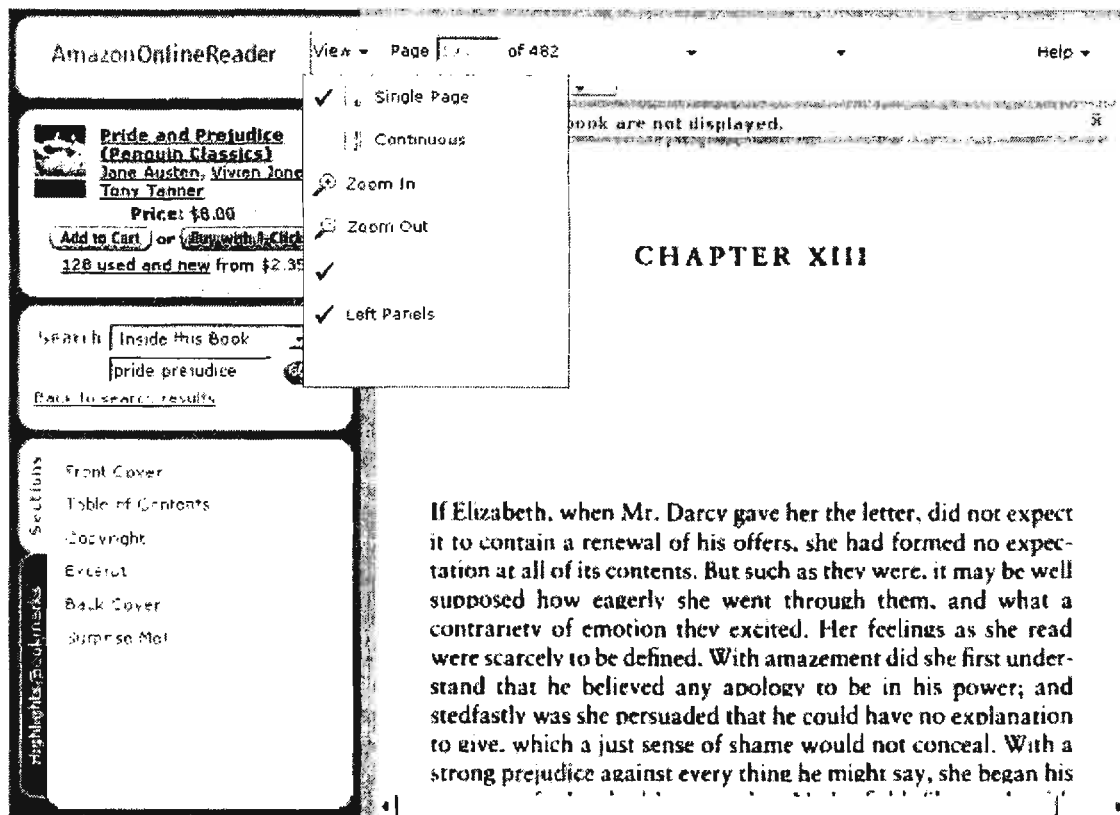 AmazonOnlineReader
View Page of 482 Help
Single Page
Continuous
Zoom In
Zoom Out
Left Panels
book are not displayed.
Pride and Prejudice
(Penguin Classics)
Jane Austen, Vivien Jone
Tony Tanner
Price: $8.00
Add to Cart or Buy with 1-Click
128 used and new from $2.35
Search Inside This Book
pride prejudice
Back to search results
Sections
Highlights/Bookmarks
Front Cover
Table of Contents
Copyright
Excerpt
Back Cover
Surprise Me!
CHAPTER XIII
If Elizabeth, when Mr. Darcy gave her the letter, did not expect
it to contain a renewal of his offers, she had formed no expec-
tation at all of its contents. But such as they were, it may be well
supposed how eagerly she went through them, and what a
contrariety of emotion they excited. Her feelings as she read
were scarcely to be defined. With amazement did she first under-
stand that he believed any apology to be in his power; and
stedfastly was she persuaded that he could have no explanation
to give, which a just sense of shame would not conceal. With a
strong prejudice against every thing he might say, she began his